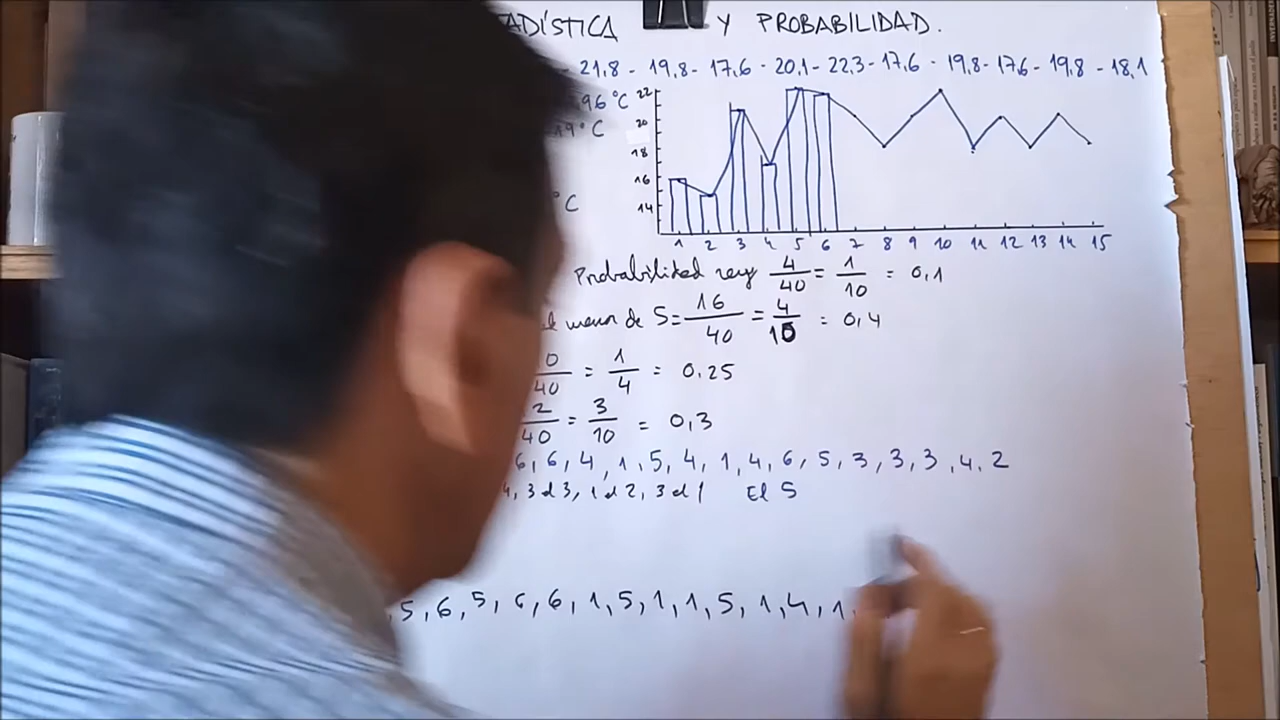 ADÍSTICA Y PROBABILIDAD.
- 21,8 - 19,8 - 17,6 - 20,1 - 22,3 - 17,6 - 19,8 - 17,6 - 19,8 - 18,1
96 °C
19 °C
°C
22
20
18
16
14
1 2 3 4 5 6 7 8 9 10 11 12 13 14 15
Probabilidad rey 4/40 = 1/10 = 0,1
menor de 5 = 16/40 = 4/10 = 0,4
0/40 = 1/4 = 0.25
2/40 = 3/10 = 0,3
6, 6, 4, 1, 5, 4, 1, 4, 6, 5, 3, 3, 3, 4, 2
4, 3 d 3, 1 d 2, 3 d 1 El 5
, 5, 6, 5, 6, 6, 1, 5, 1, 1, 5, 1, 4, 1,